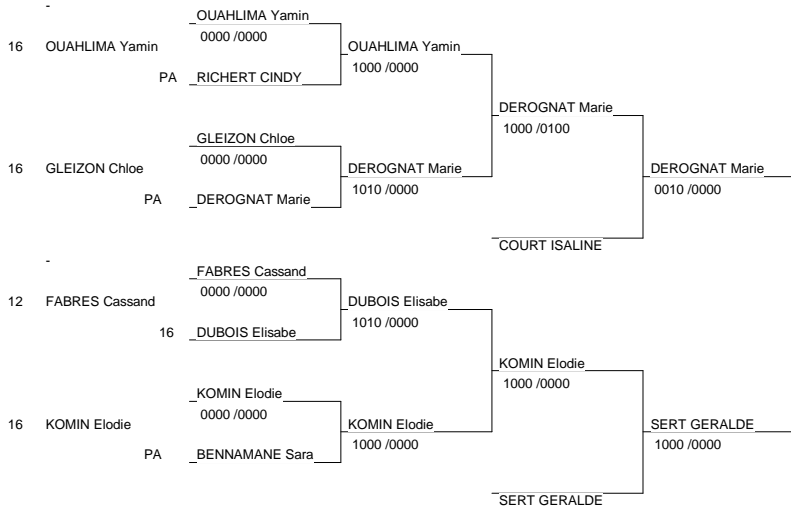 -
OUAHLIMA Yamin
16 OUAHLIMA Yamin 0000 /0000 OUAHLIMA Yamin
1000 /0000
PA RICHERT CINDY
DEROGNAT Marie
1000 /0100
GLEIZON Chloe
0000 /0000
16 GLEIZON Chloe DEROGNAT Marie DEROGNAT Marie
1010 /0000 0010 /0000
PA DEROGNAT Marie
COURT ISALINE
-
FABRES Cassand
0000 /0000
12 FABRES Cassand DUBOIS Elisabe
1010 /0000
16 DUBOIS Elisabe
KOMIN Elodie
1000 /0000
KOMIN Elodie
0000 /0000
16 KOMIN Elodie KOMIN Elodie SERT GERALDE
1000 /0000 1000 /0000
PA BENNAMANE Sara
SERT GERALDE